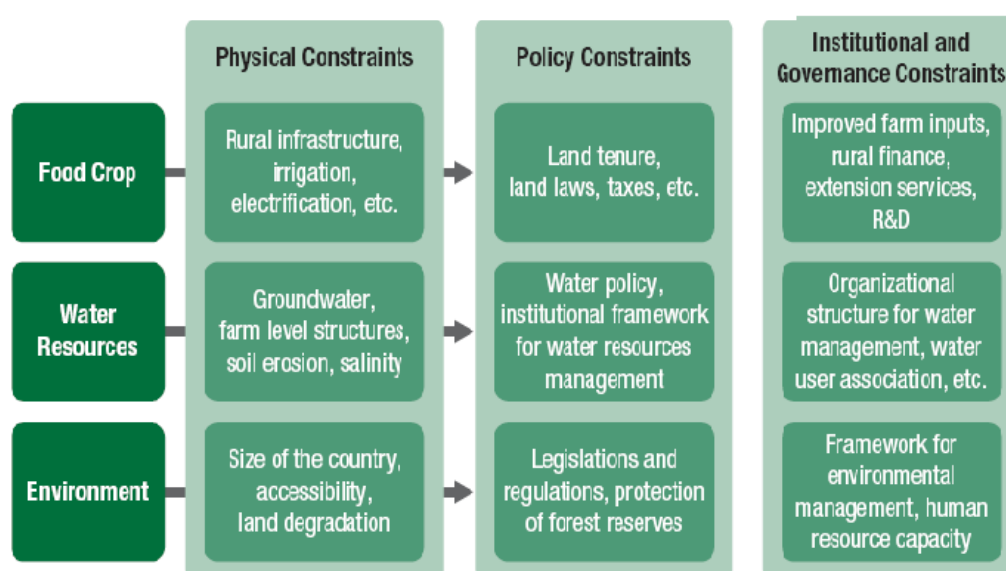 Physical Constraints
Policy Constraints
Institutional and
Governance Constraints
Food Crop
Rural infrastructure,
irrigation,
electrification, etc.
Land tenure,
land laws, taxes, etc.
Improved farm inputs,
rural finance,
extension services,
R&D
Water
Resources
Groundwater,
farm level structures,
soil erosion, salinity
Water policy,
institutional framework
for water resources
management
Organizational
structure for water
management, water
user association, etc.
Environment
Size of the country,
accessibility,
land degradation
Legislations and
regulations, protection
of forest reserves
Framework for
environmental
management, human
resource capacity